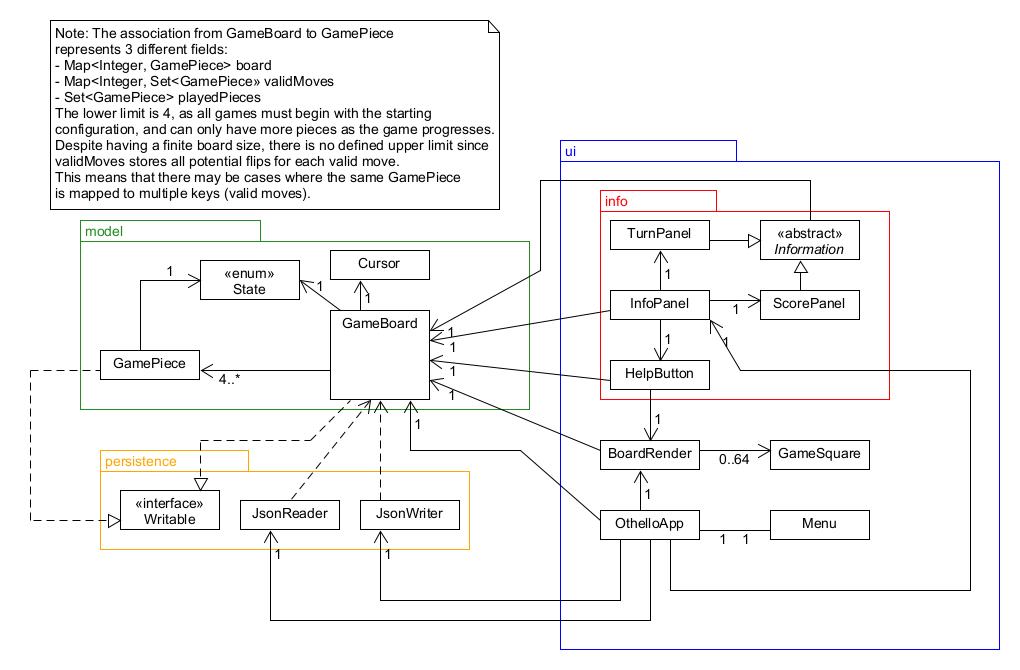 Note: The association from GameBoard to GamePiece
represents 3 different fields:
- Map<Integer, GamePiece> board
- Map<Integer, Set<GamePiece» validMoves
- Set<GamePiece> playedPieces
The lower limit is 4, as all games must begin with the starting
configuration, and can only have more pieces as the game progresses.
Despite having a finite board size, there is no defined upper limit since
validMoves stores all potential flips for each valid move.
This means that there may be cases where the same GamePiece
is mapped to multiple keys (valid moves).
ui
info
TurnPanel
«abstract»
Information
1
InfoPanel
1
ScorePanel
1
1
HelpButton
1
BoardRender
0..64
GameSquare
1
OthelloApp
1 1
Menu
model
1
«enum»
State
1
Cursor
1
GameBoard
1
1
1
1
GamePiece
4..*
1
persistence
«interface»
Writable
JsonReader
JsonWriter
1
1